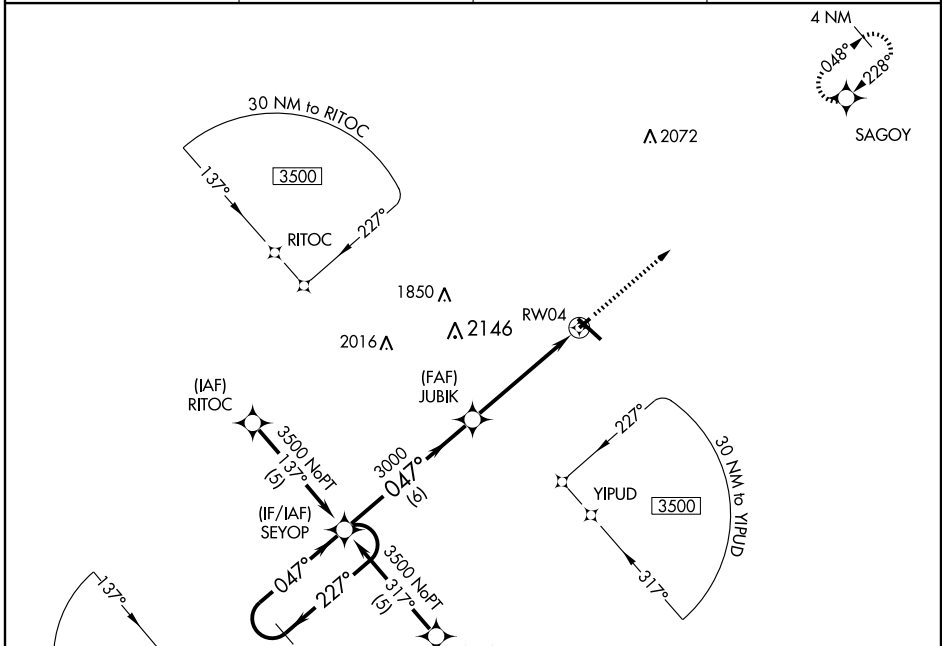 4 NM
048°
228°
SAGOY
2072
30 NM to RITOC
3500
137°
227°
RITOC
1850
2146
2016
RW04
(FAF)
JUBIK
(IAF)
RITOC
3500 NoPT
137°
(5)
3000
047°
(6)
(IF/IAF)
SEYOP
047°
227°
3500 NoPT
317°
(5)
227°
30 NM to YIPUD
YIPUD
3500
317°
137°